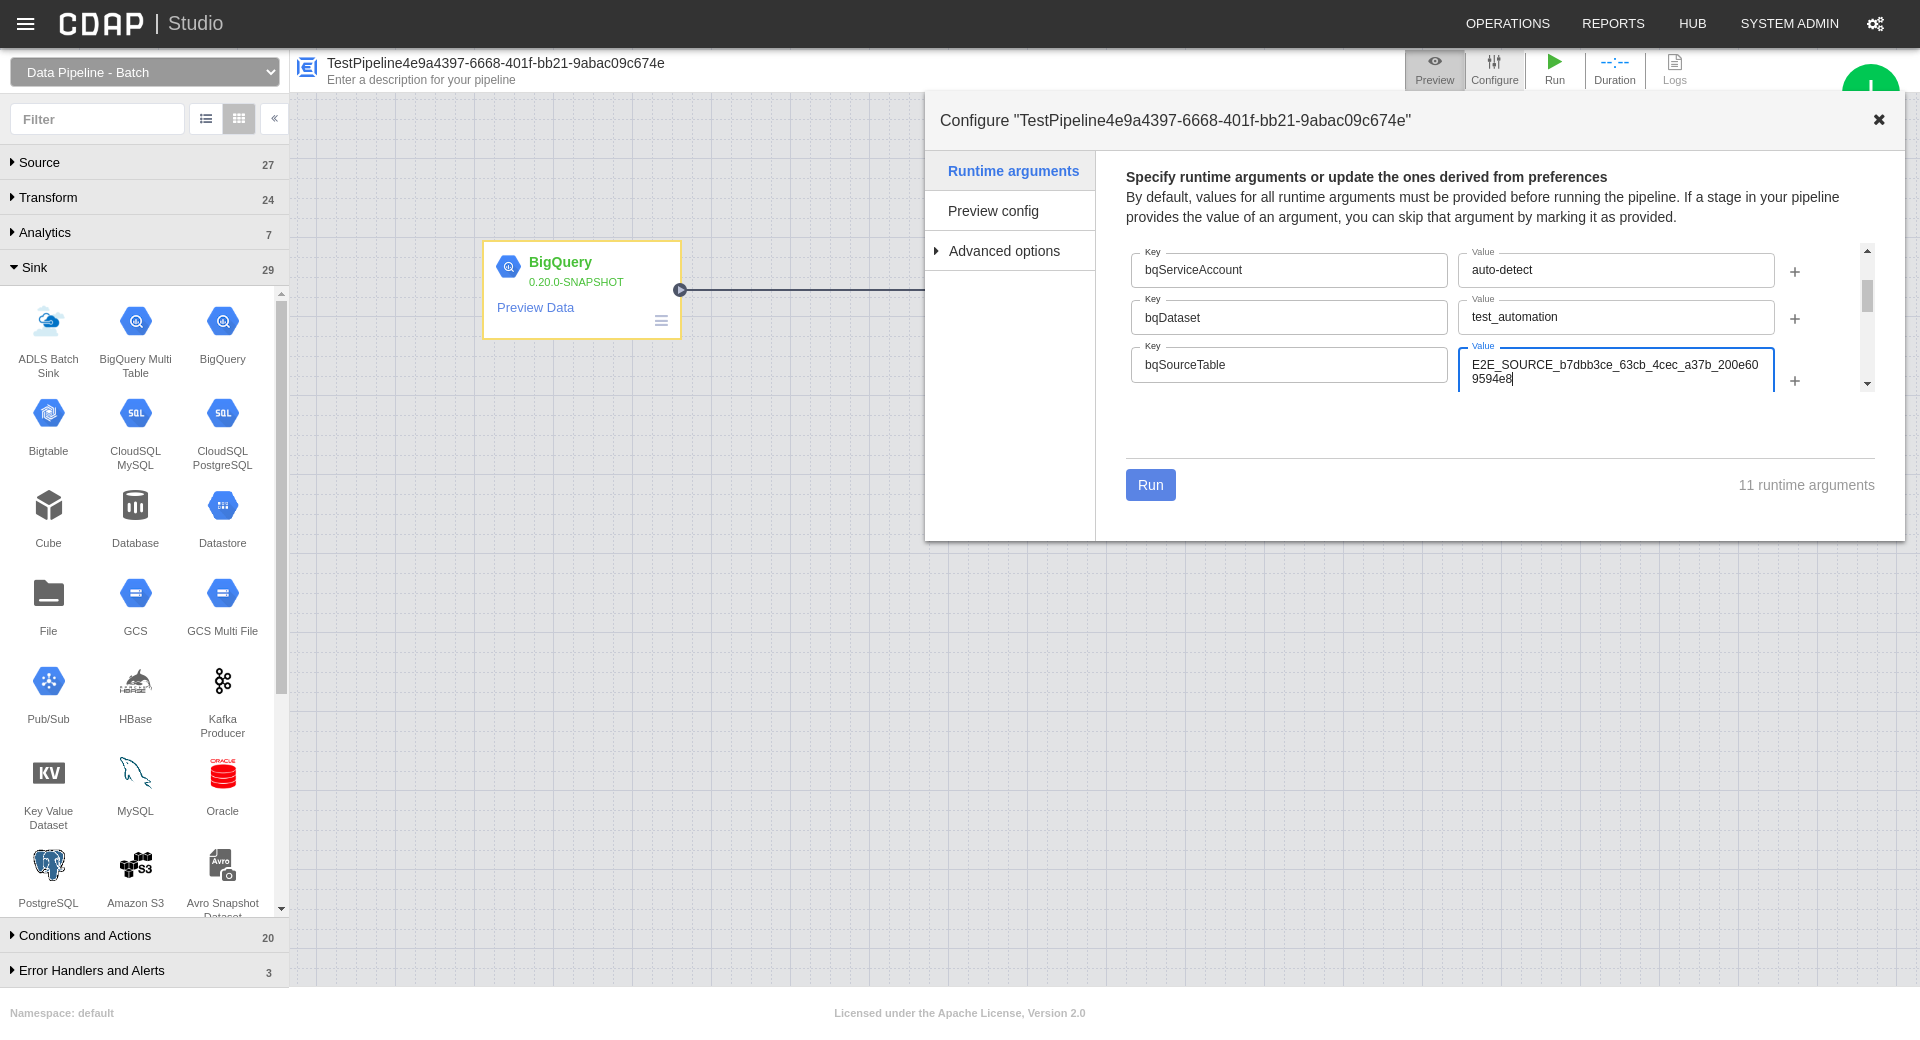 CDAP | Studio
OPERATIONS REPORTS HUB SYSTEM ADMIN
Data Pipeline - Batch
TestPipeline4e9a4397-6668-401f-bb21-9abac09c674e
Enter a description for your pipeline
Preview
Configure
Run
--:--
Duration
Logs
Filter
Source 27
Transform 24
Analytics 7
Sink 29
ADLS Batch
Sink
BigQuery Multi
Table
BigQuery
Bigtable
SQL
CloudSQL
MySQL
SQL
CloudSQL
PostgreSQL
Cube
Database
Datastore
File
GCS
GCS Multi File
Pub/Sub
HBASE
HBase
Kafka
Producer
KV
Key Value
Dataset
MySQL
ORACLE
Oracle
PostgreSQL
S3
Amazon S3
Avro
Avro Snapshot
Dataset
Conditions and Actions 20
Error Handlers and Alerts 3
BigQuery
0.20.0-SNAPSHOT
Preview Data
Configure "TestPipeline4e9a4397-6668-401f-bb21-9abac09c674e"
Runtime arguments
Preview config
Advanced options
Specify runtime arguments or update the ones derived from preferences
By default, values for all runtime arguments must be provided before running the pipeline. If a stage in your pipeline
provides the value of an argument, you can skip that argument by marking it as provided.
Key
bqServiceAccount
Value
auto-detect
Key
bqDataset
Value
test_automation
Key
bqSourceTable
Value
E2E_SOURCE_b7dbb3ce_63cb_4cec_a37b_200e60
9594e8
Run
11 runtime arguments
Namespace: default
Licensed under the Apache License, Version 2.0